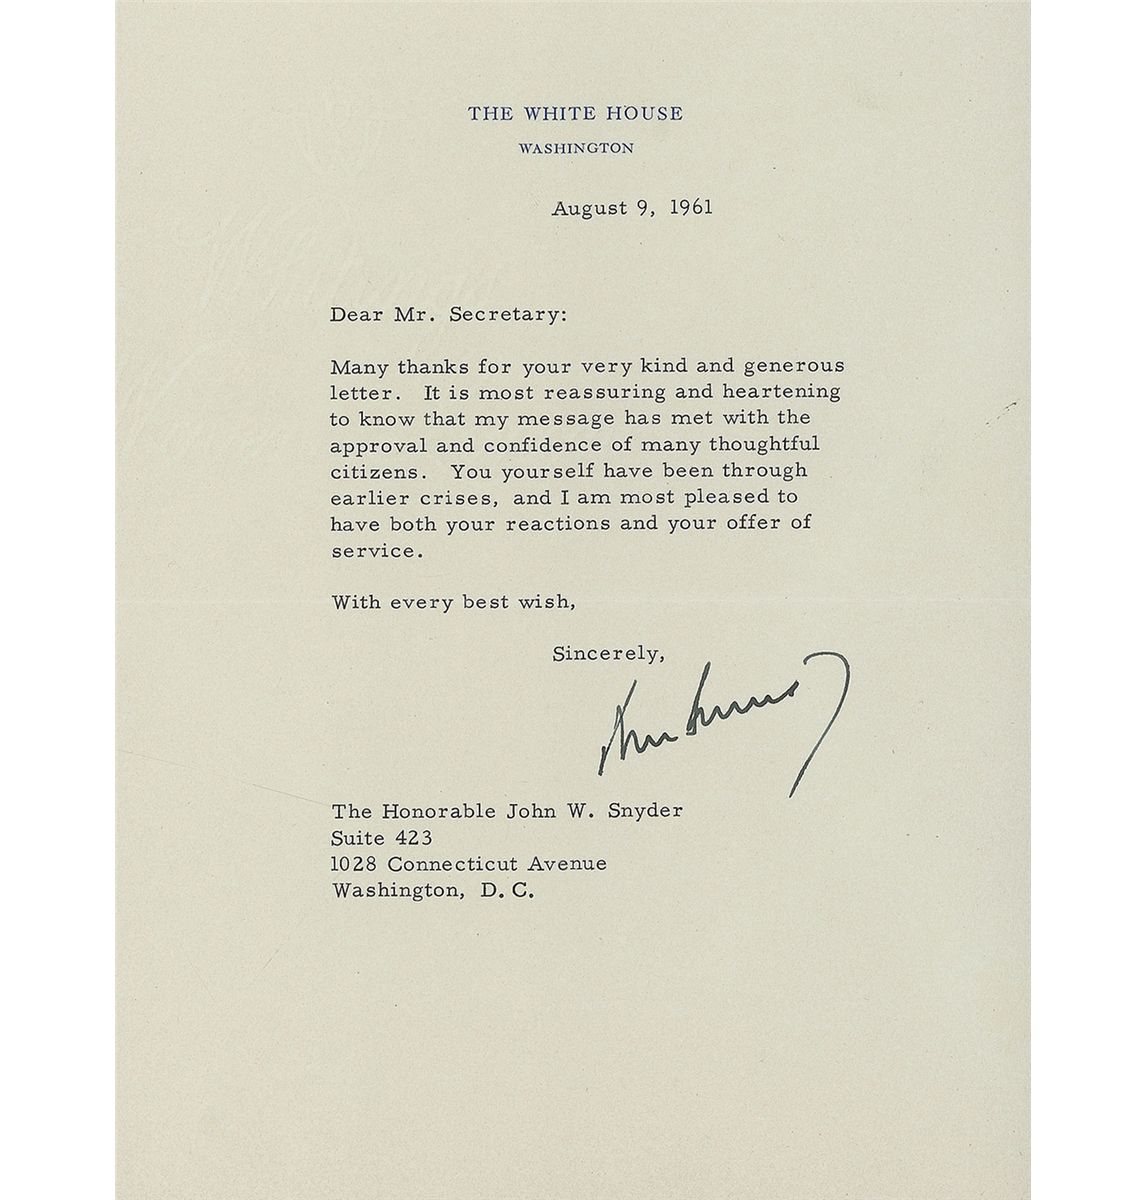 THE WHITE HOUSE
WASHINGTON
August 9, 1961
Dear Mr. Secretary:
Many thanks for your very kind and generous
letter. It is most reassuring and heartening
to know that my message has met with the
approval and confidence of many thoughtful
citizens. You yourself have been through
earlier crises, and I am most pleased to
have both your reactions and your offer of
service.
With every best wish,
Sincerely,
The Honorable John W. Snyder
Suite 423
1028 Connecticut Avenue
Washington, D. C.